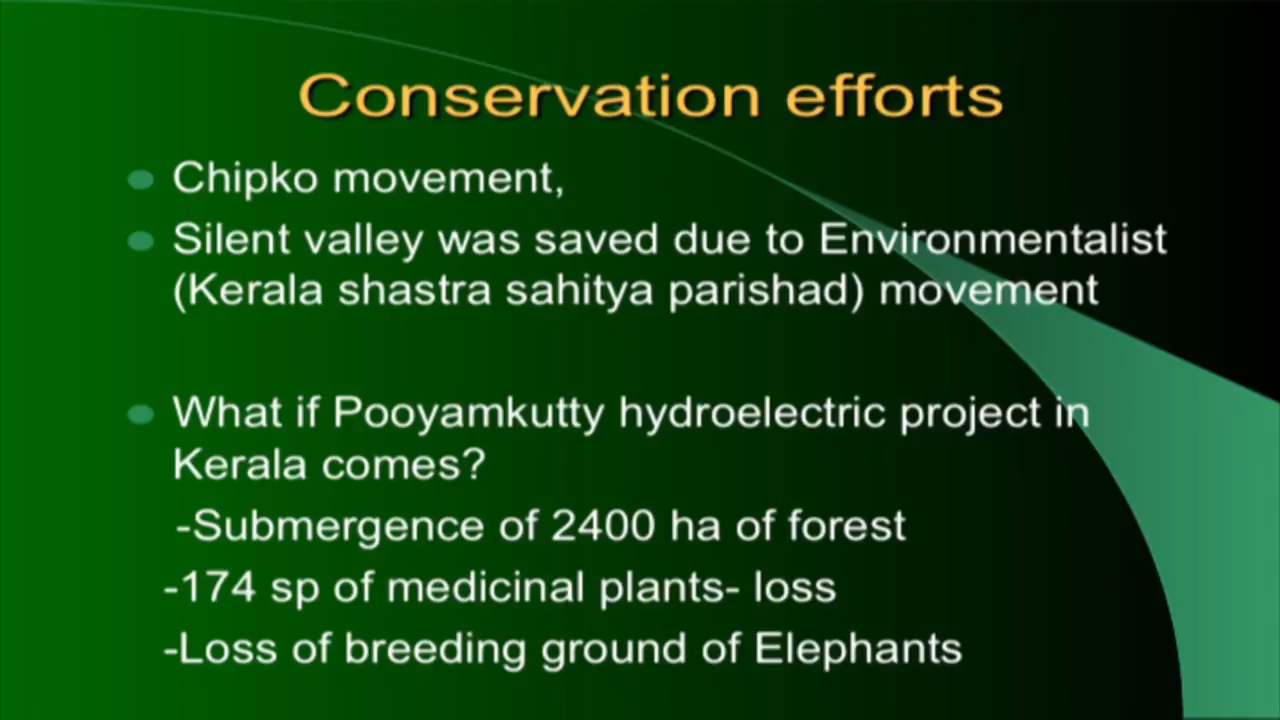 Conservation efforts
Chipko movement,
Silent valley was saved due to Environmentalist
(Kerala shastra sahitya parishad) movement
What if Pooyamkutty hydroelectric project in
Kerala comes?
-Submergence of 2400 ha of forest
-174 sp of medicinal plants- loss
-Loss of breeding ground of Elephants